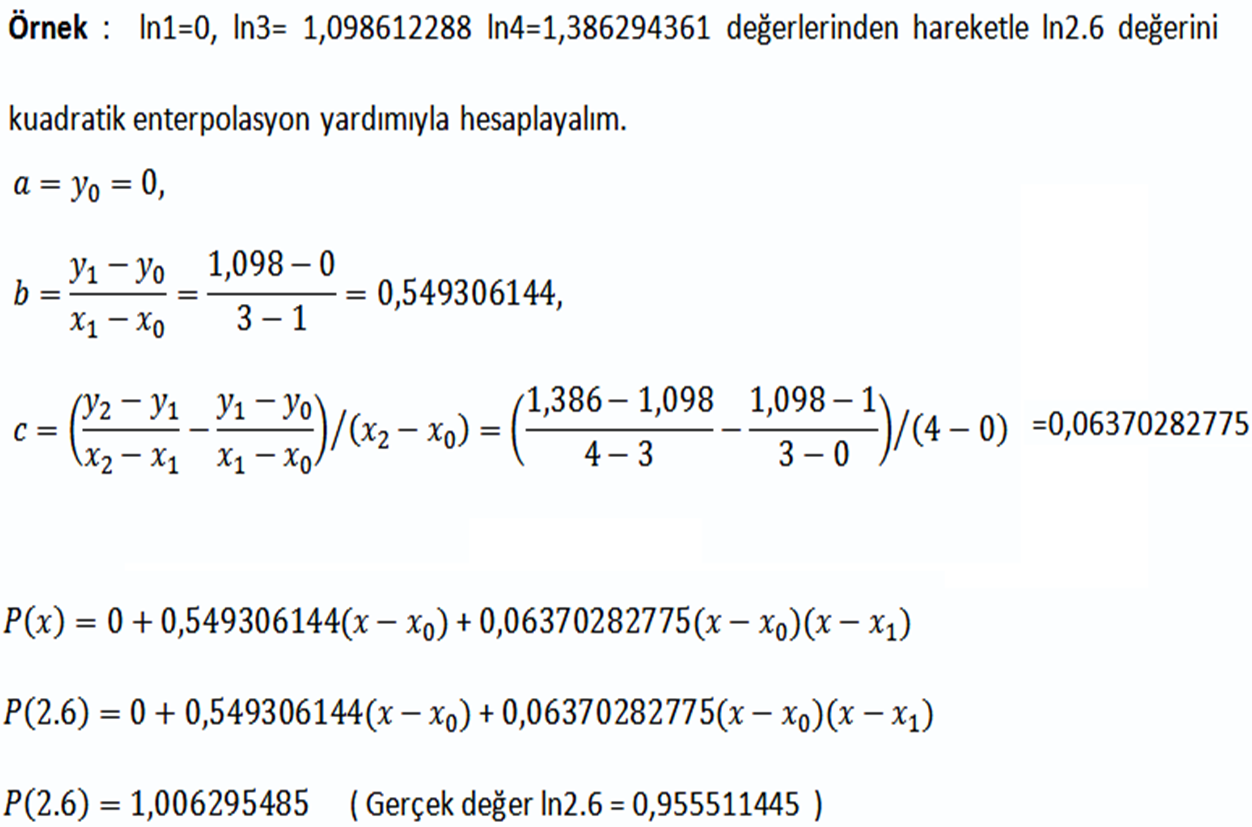 Örnek : ln1=0, ln3= 1,098612288 ln4=1,386294361 değerlerinden hareketle ln2.6 değerini
kuadratik enterpolasyon yardımıyla hesaplayalım.
a = y₀ = 0,
b = (y₁ − y₀)/(x₁ − x₀) = (1,098 − 0)/(3 − 1) = 0,549306144,
c = ((y₂ − y₁)/(x₂ − x₁) − (y₁ − y₀)/(x₁ − x₀))/(x₂ − x₀) = ((1,386 − 1,098)/(4 − 3) − (1,098 − 1)/(3 − 0))/(4 − 0) =0,06370282775
P(x) = 0 + 0,549306144(x − x₀) + 0,06370282775(x − x₀)(x − x₁)
P(2.6) = 0 + 0,549306144(x − x₀) + 0,06370282775(x − x₀)(x − x₁)
P(2.6) = 1,006295485 ( Gerçek değer ln2.6 = 0,955511445 )